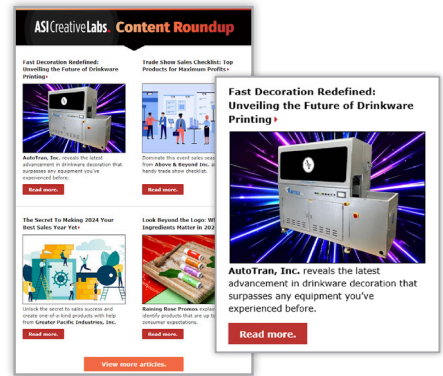 ASICreativeLabs. Content Roundup
Fast Decoration Redefined:
Unveiling the Future of Drinkware
Printing
AutoTran, Inc. reveals the latest
advancement in drinkware decoration that
surpasses any equipment you've
experienced before.
Read more.
Trade Show Sales Checklist: Top
Products for Maximum Profits
Dominate this event sales
from Above & Beyond, Inc.
handy trade show checklist.
Read more.
The Secret To Making 2024 Your
Best Sales Year Yet
Unlock the secret to sales success and
create one-of-a-kind products with help
from Greater Pacific Industries, Inc.
Read more.
Look Beyond the Logo:
Ingredients Matter in
Raining Rose Promos
identify products that are up to
consumer expectations.
Read more.
View more articles.
Fast Decoration Redefined:
Unveiling the Future of Drinkware
Printing
AutoTran, Inc. reveals the latest
advancement in drinkware decoration that
surpasses any equipment you've
experienced before.
Read more.